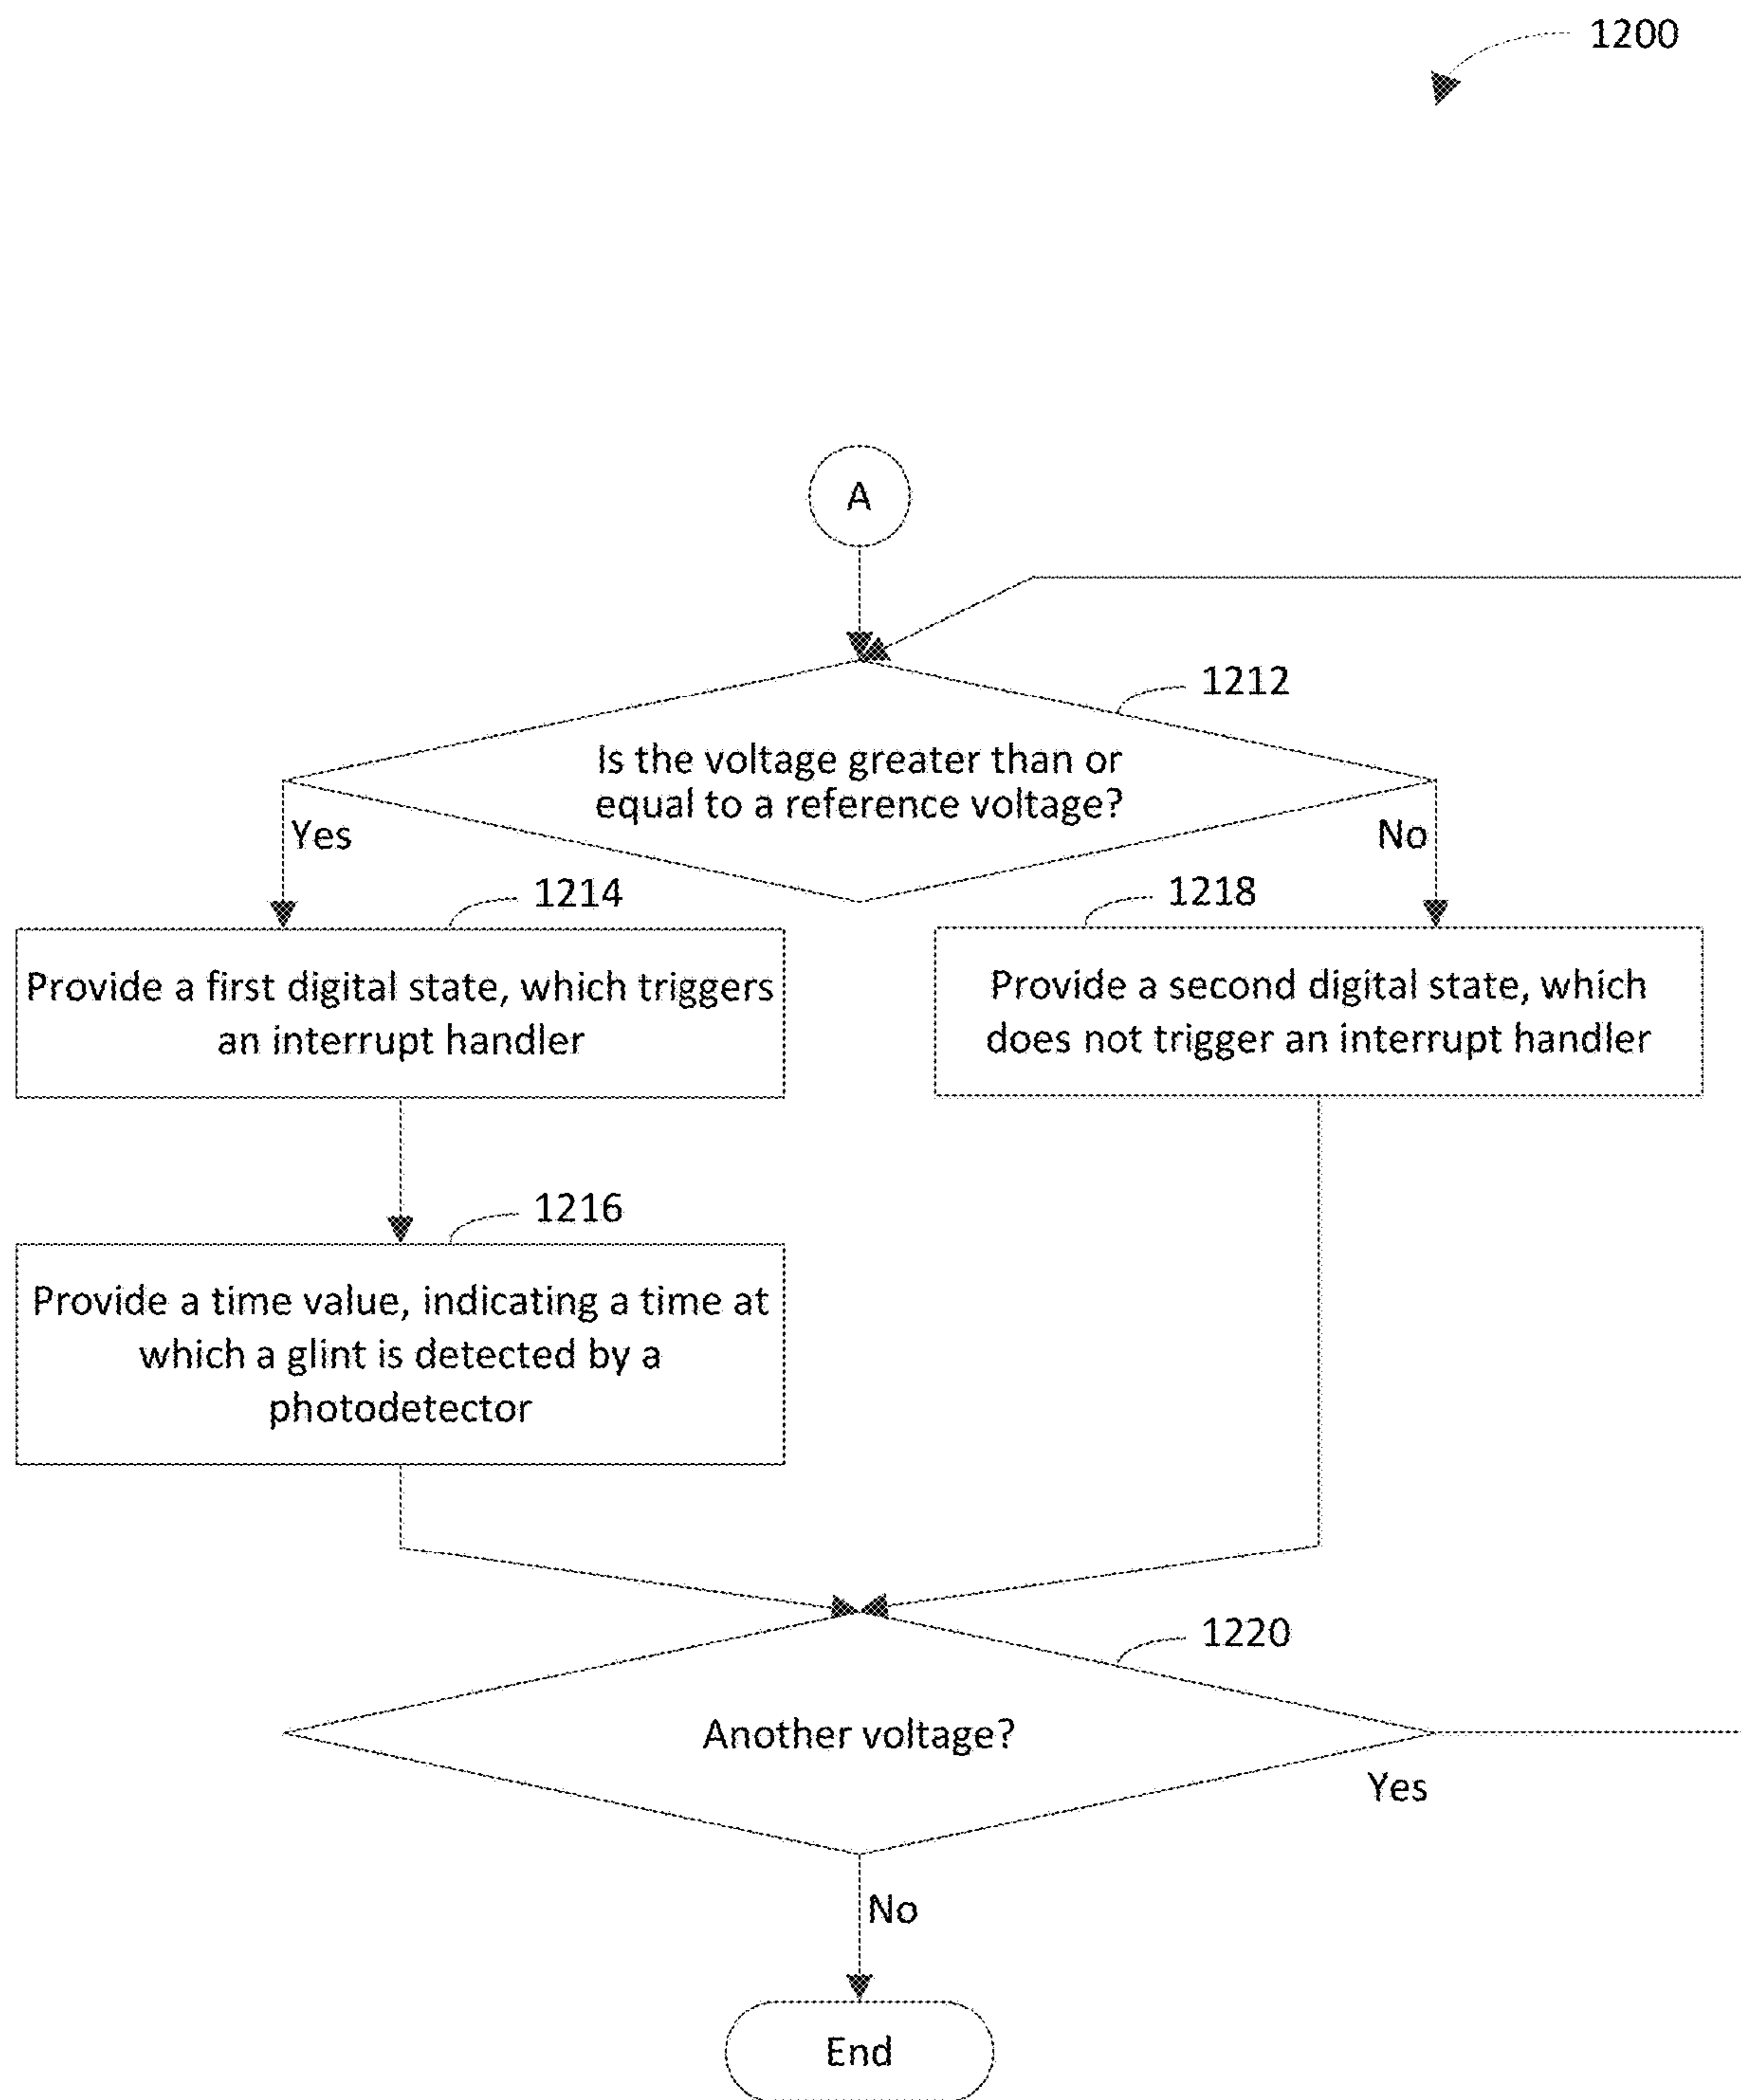 1200
A
1212
Is the voltage greater than or
equal to a reference voltage?
Yes
No
1214
1218
Provide a first digital state, which triggers
an interrupt handler
Provide a second digital state, which
does not trigger an interrupt handler
1216
Provide a time value, indicating a time at
which a glint is detected by a
photodetector
1220
Another voltage?
Yes
No
End